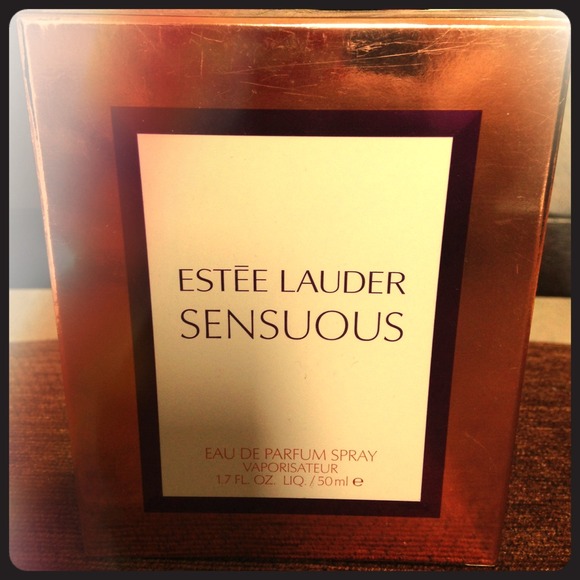 ESTĒE LAUDER
SENSUOUS
EAU DE PARFUM SPRAY
VAPORISATEUR
1.7 FL. OZ. LIQ. / 50 ml ℮